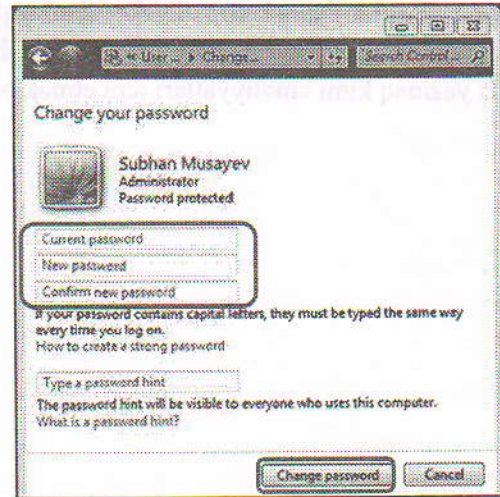 « User ... ▸ Change...
Search Control...
Change your password
Subhan Musayev
Administrator
Password protected
Current password
New password
Confirm new password
If your password contains capital letters, they must be typed the same way
every time you log on.
How to create a strong password
Type a password hint
The password hint will be visible to everyone who uses this computer.
What is a password hint?
Change password
Cancel